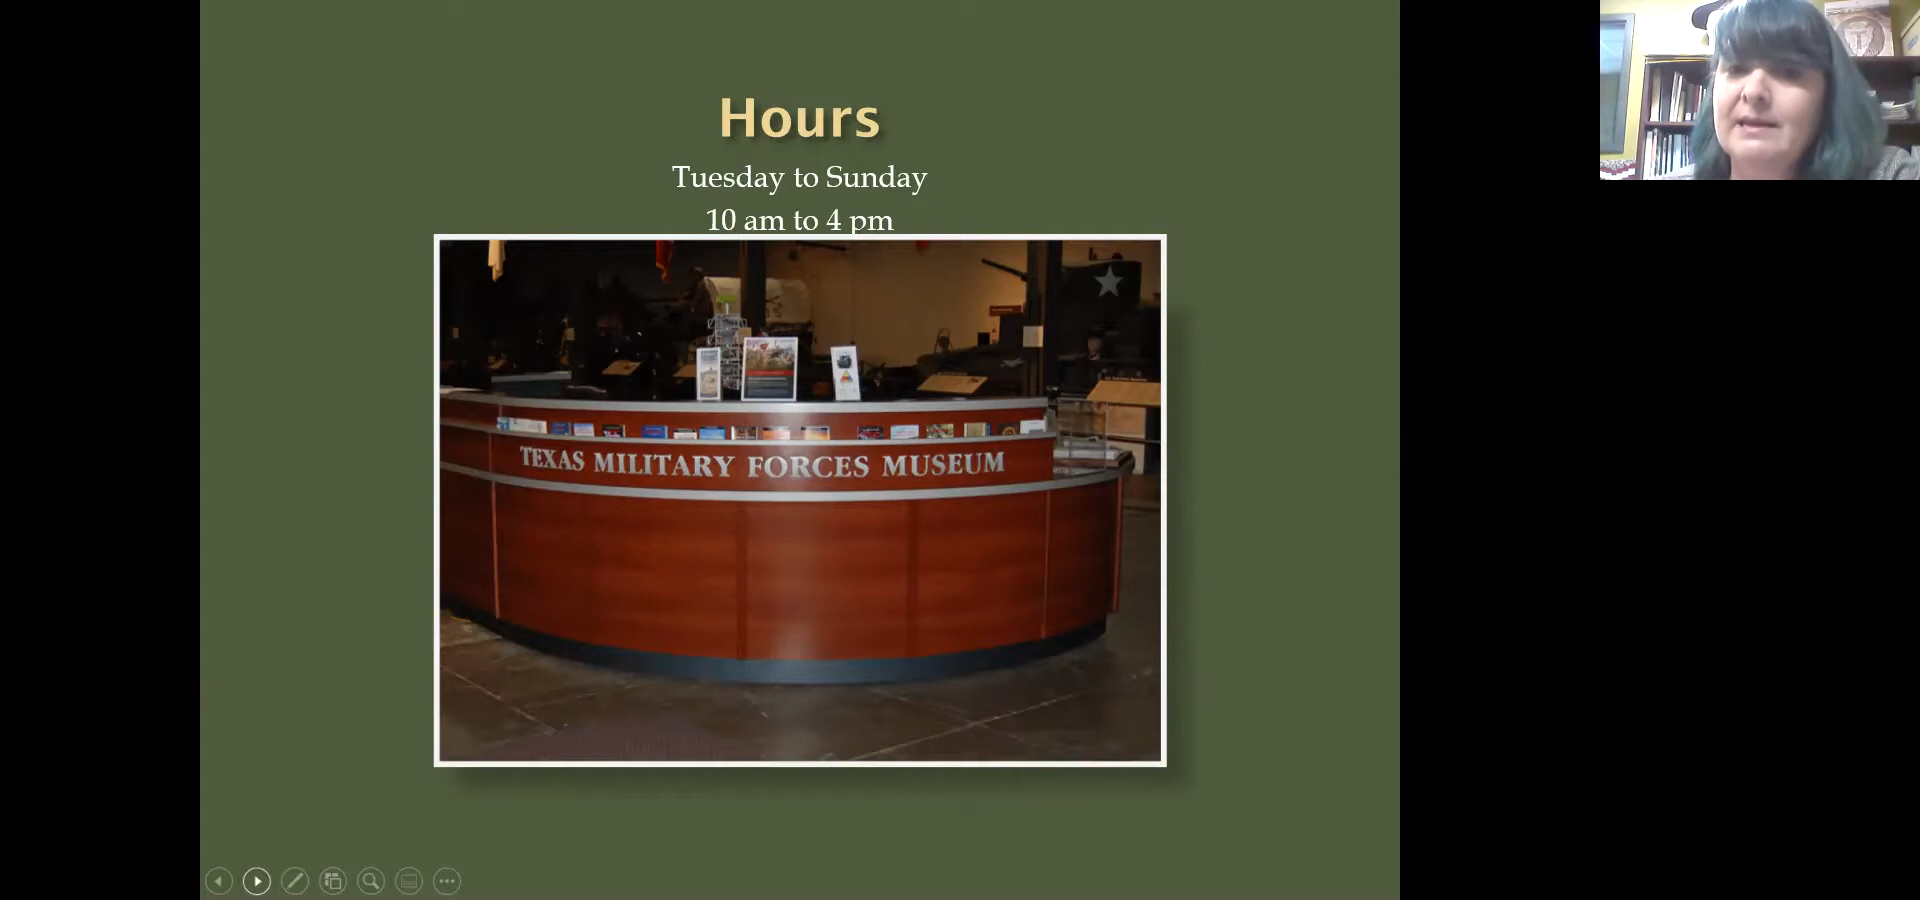 Hours
Tuesday to Sunday
10 am to 4 pm
TEXAS MILITARY FORCES MUSEUM